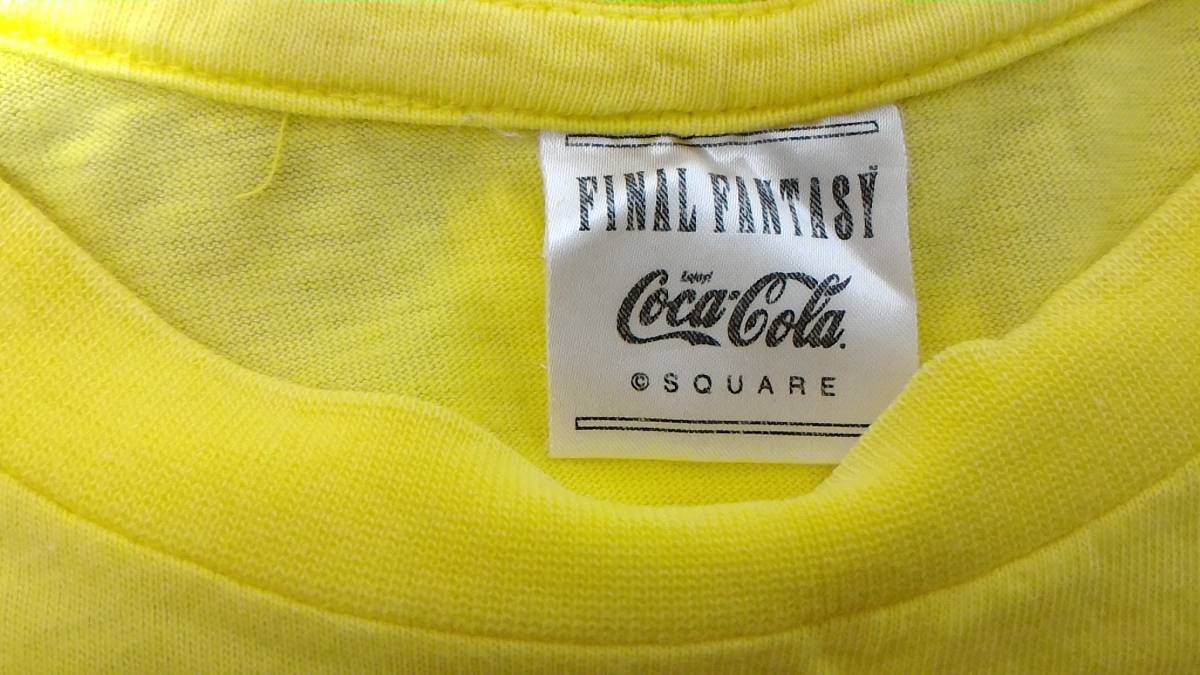 FINAL FANTASY
Enjoy!
Coca-Cola
© SQUARE